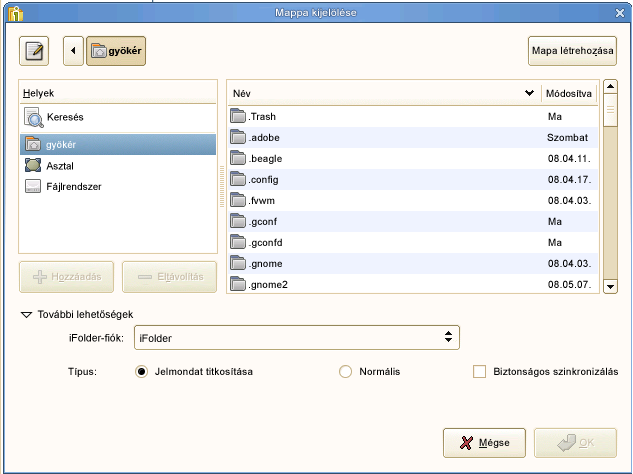 Mappa kijelölése
gyökér
Mapa létrehozása
Helyek
Keresés
gyökér
Asztal
Fájlrendszer
Hozzáadás
Eltávolítás
Név Módosítva
.Trash Ma
.adobe Szombat
.beagle 08.04.11.
.config 08.04.17.
.fvwm 08.04.03.
.gconf Ma
.gconfd Ma
.gnome 08.04.03.
.gnome2 08.05.07.
További lehetőségek
iFolder-fiók: iFolder
Típus: Jelmondat titkosítása Normális Biztonságos szinkronizálás
Mégse OK